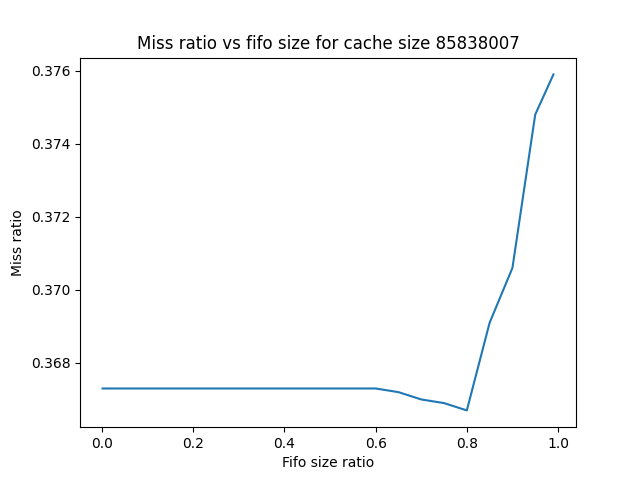 Miss ratio vs fifo size for cache size 85838007
0.376
0.374
0.372
0.370
0.368
Miss ratio
0.0 0.2 0.4 0.6 0.8 1.0
Fifo size ratio